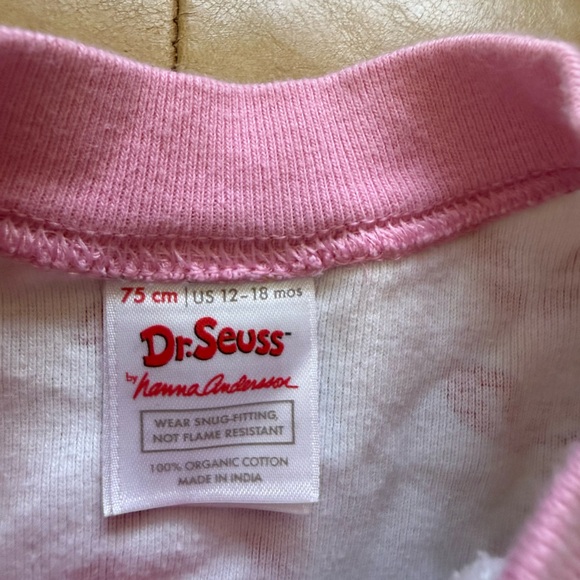 75 cm | US 12-18 mos
Dr. Seuss
by hanna andersson
WEAR SNUG-FITTING,
NOT FLAME RESISTANT
100% ORGANIC COTTON
MADE IN INDIA